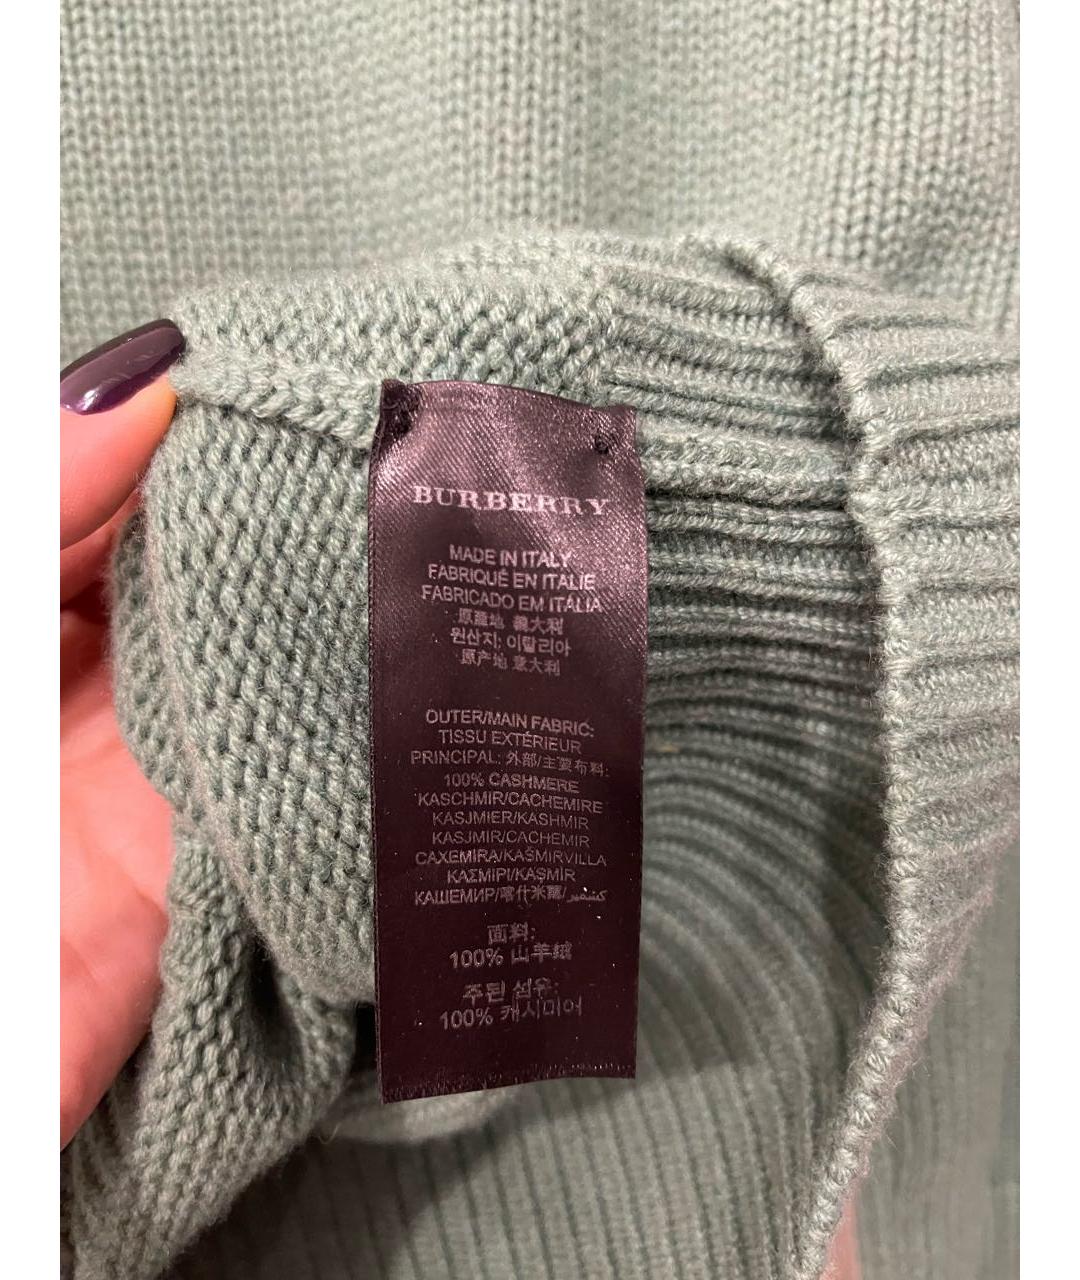 BURBERRY
MADE IN ITALY
FABRIQUÉ EN ITALIE
FABRICADO EM ITÁLIA
原產地 義大利
원산지: 이탈리아
原产地 意大利
OUTER/MAIN FABRIC:
TISSU EXTÉRIEUR
PRINCIPAL: 外部/主要布料:
100% CASHMERE
KASCHMIR/CACHEMIRE
KASJMIER/KASHMIR
KASJMIR/CACHEMIR
CAXEMIRA/KAŠMIRVILLA
ΚΑΣΜΙΡΙ/KAŞMİR
КАШЕМИР/喀什米爾/كشمير
面料:
100% 山羊绒
주된 섬유:
100% 캐시미어